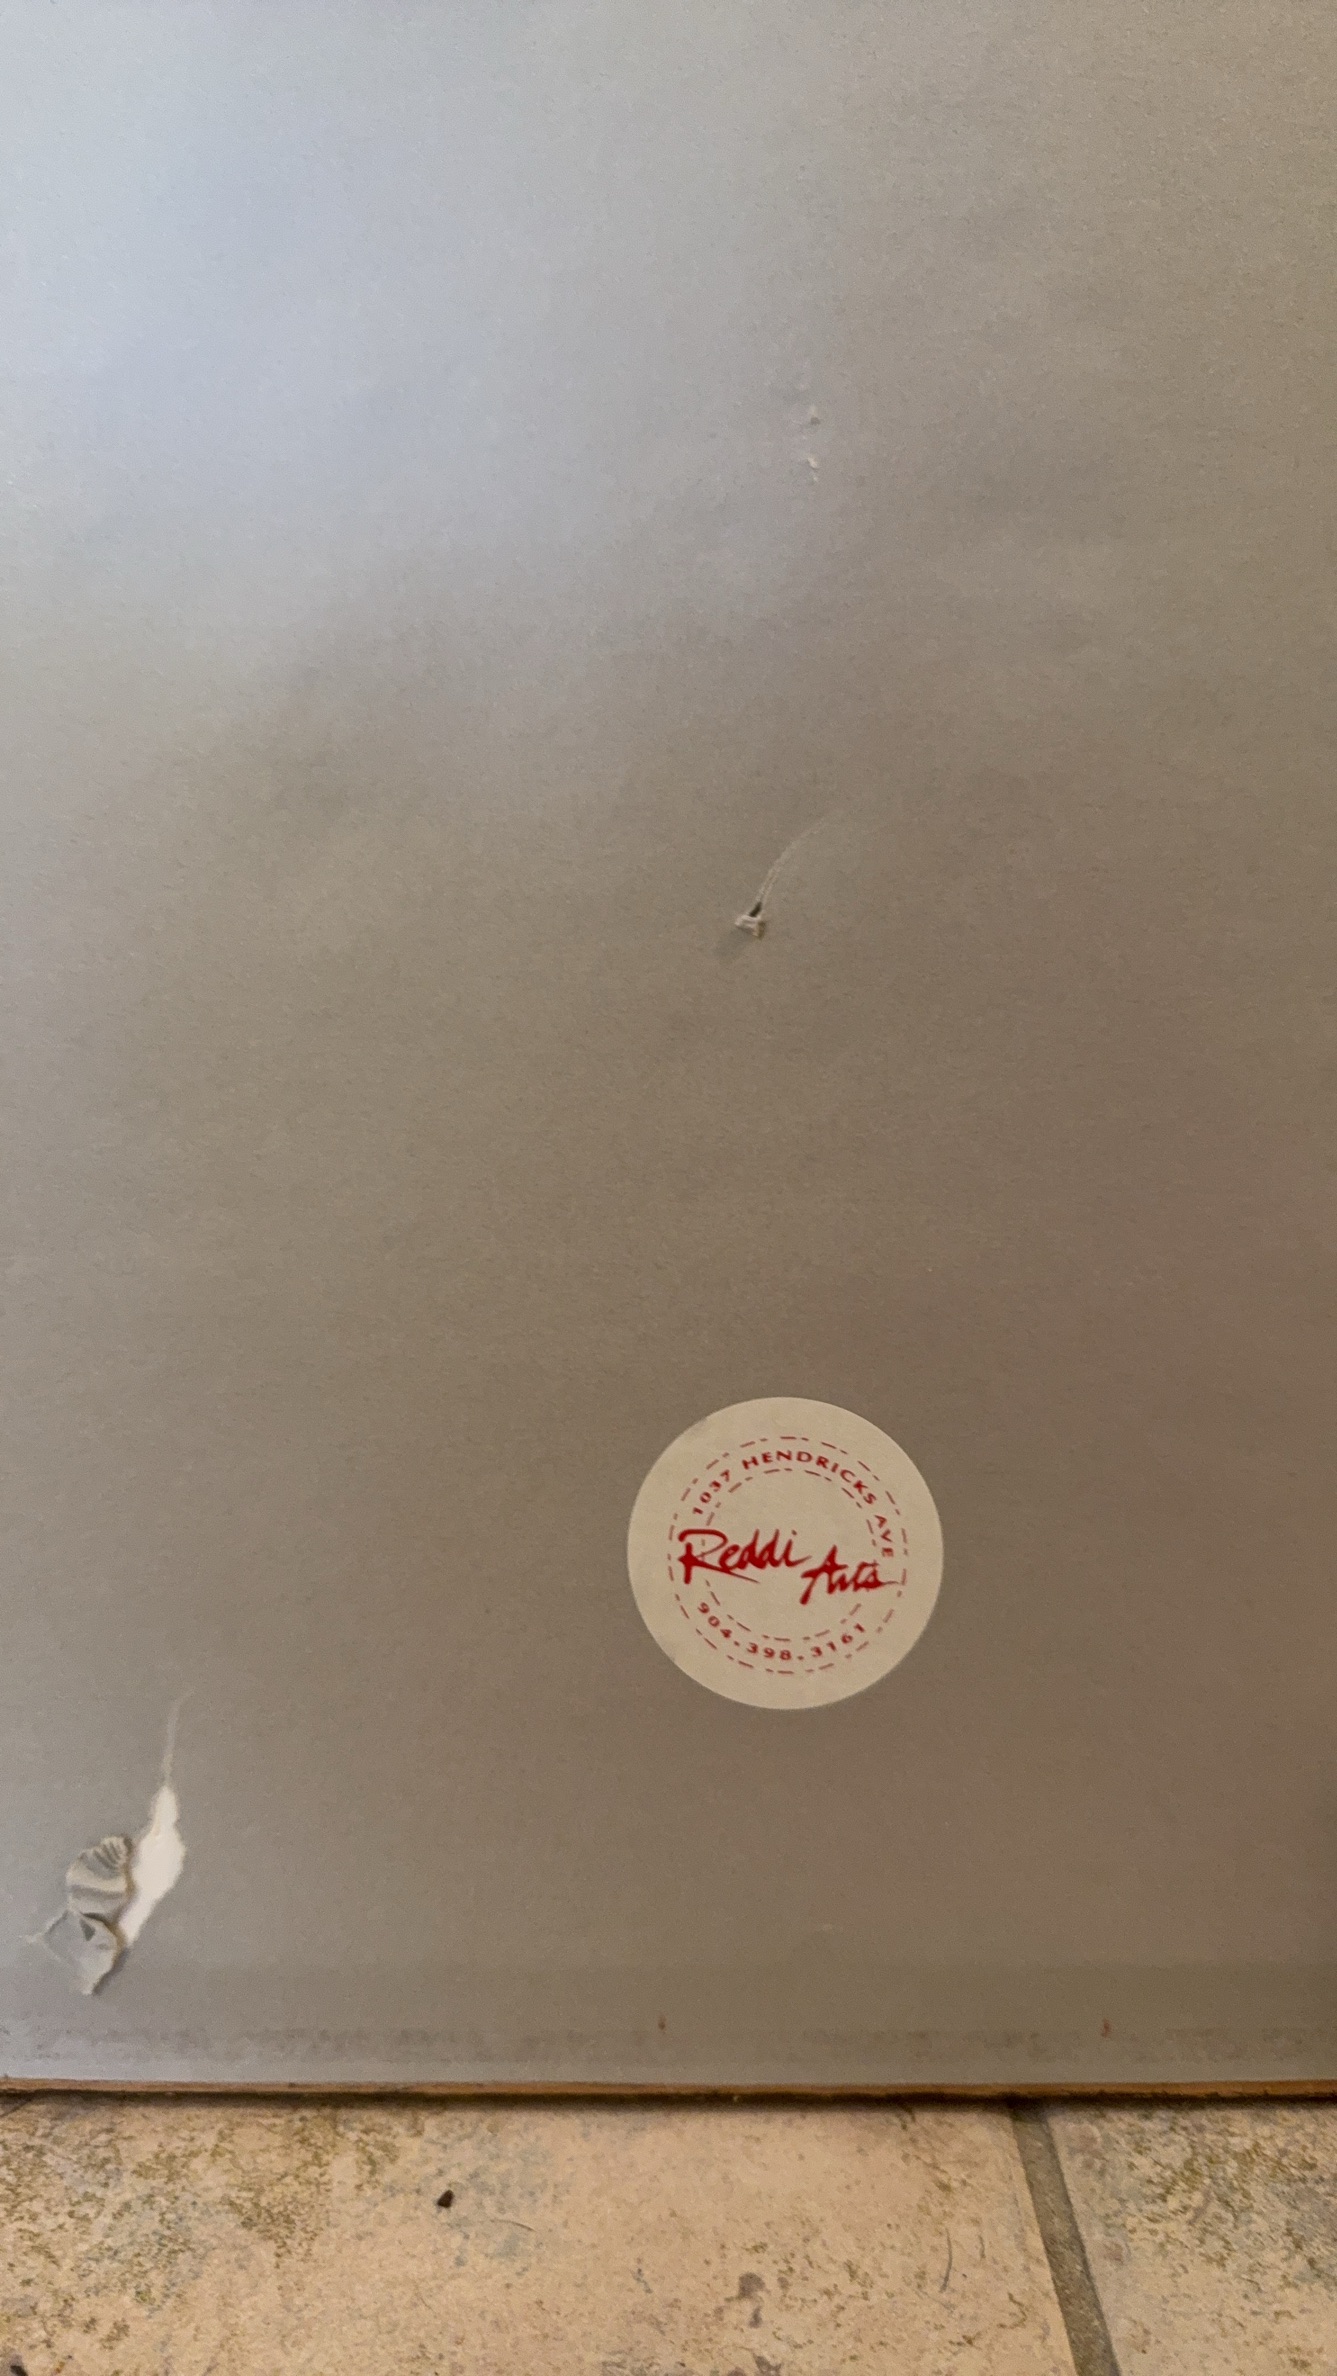 1037 HENDRICKS AVE
Reddi Arts
904.398.3161